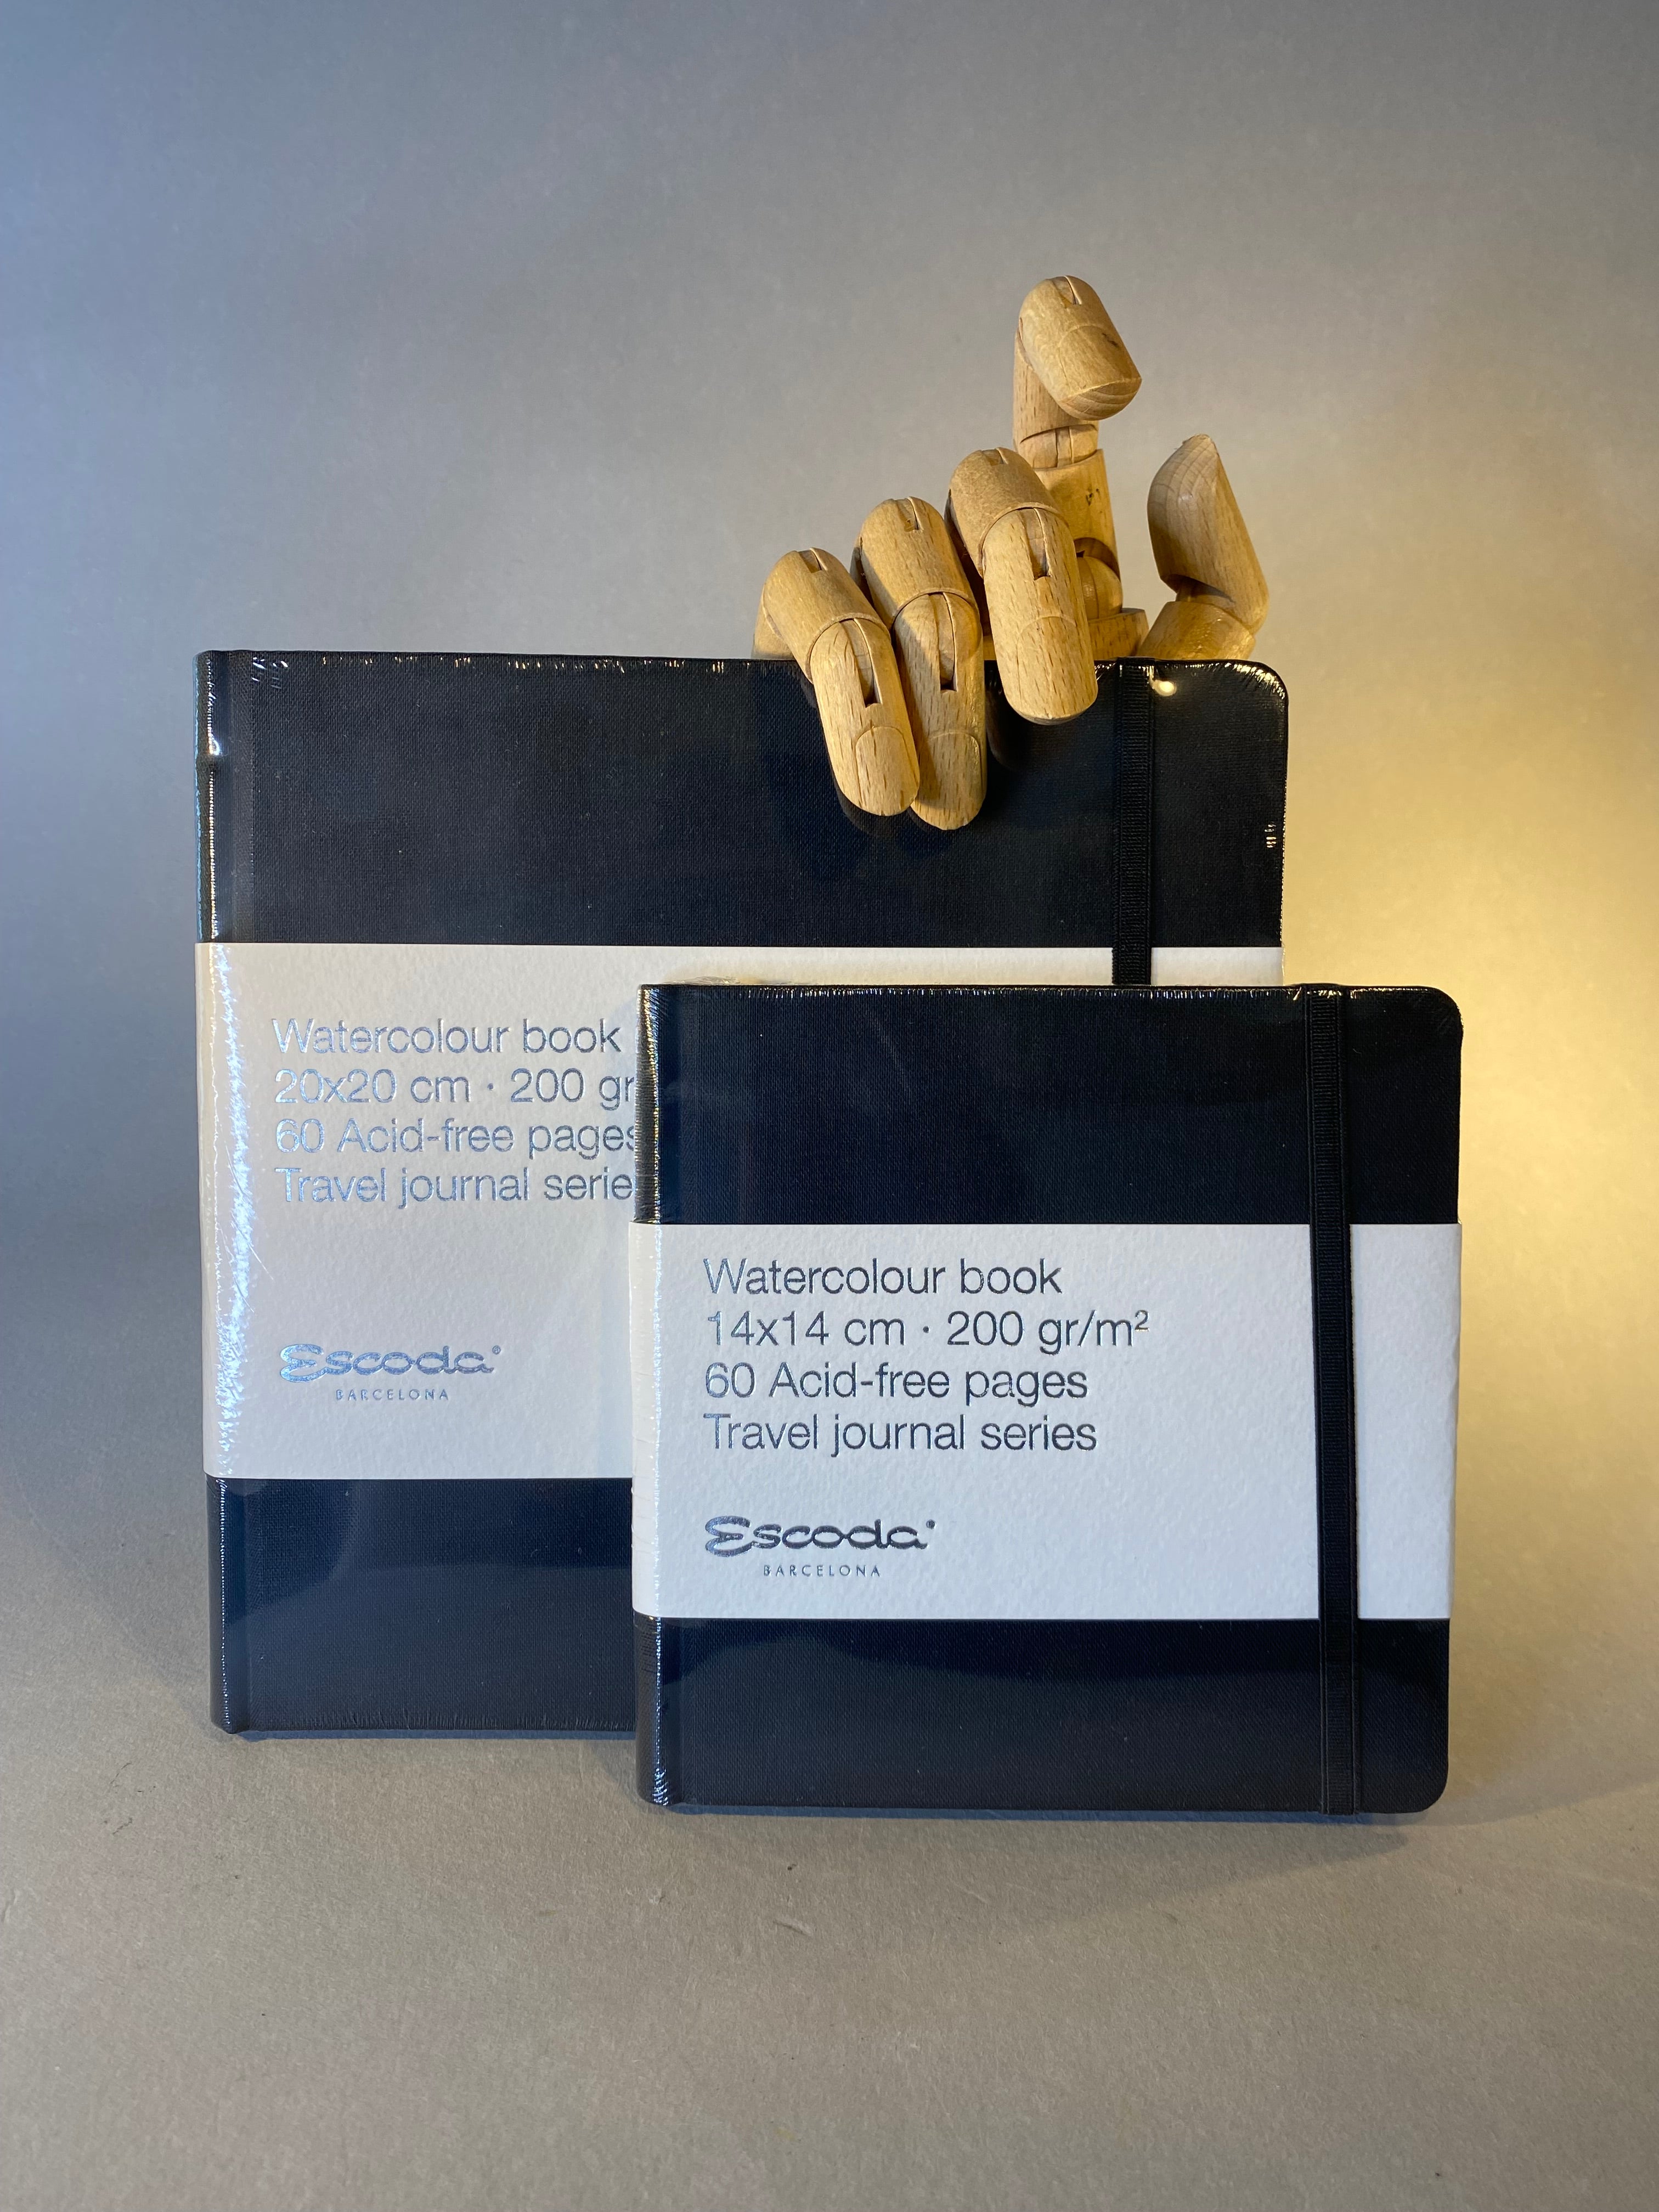 Watercolour book
20x20 cm · 200 gr
60 Acid-free pages
Travel journal serie
Escoda
BARCELONA
Watercolour book
14x14 cm · 200 gr/m²
60 Acid-free pages
Travel journal series
Escoda
BARCELONA